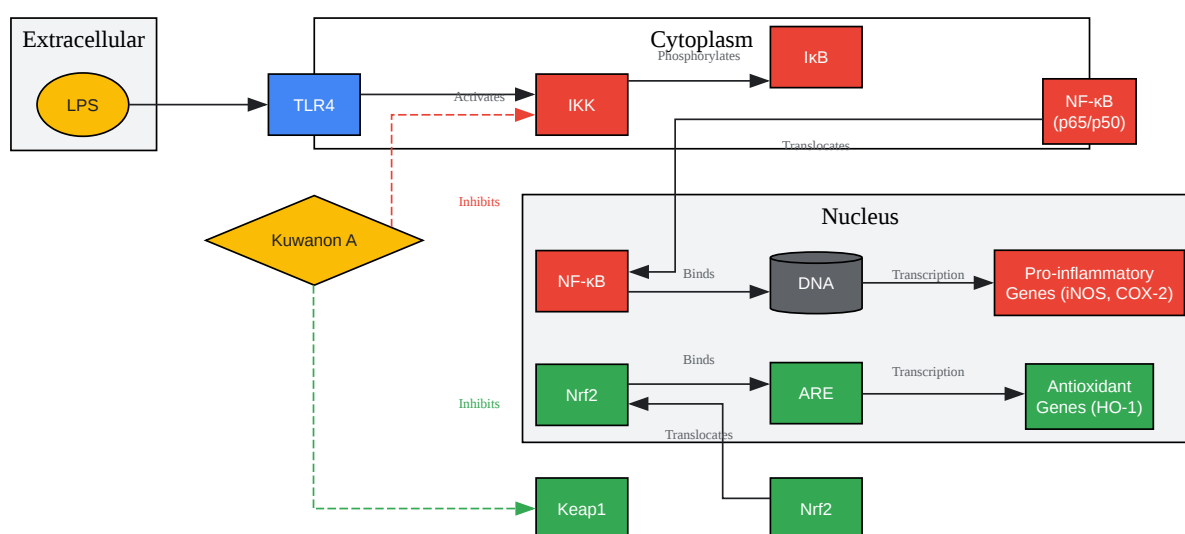 Extracellular
LPS
TLR4
Cytoplasm
Activates
IKK
Phosphorylates
IκB
NF-κB
(p65/p50)
Translocates
Inhibits
Kuwanon A
Nucleus
NF-κB
Binds
DNA
Transcription
Pro-inflammatory
Genes (iNOS, COX-2)
Nrf2
Binds
ARE
Transcription
Antioxidant
Genes (HO-1)
Inhibits
Translocates
Keap1
Nrf2